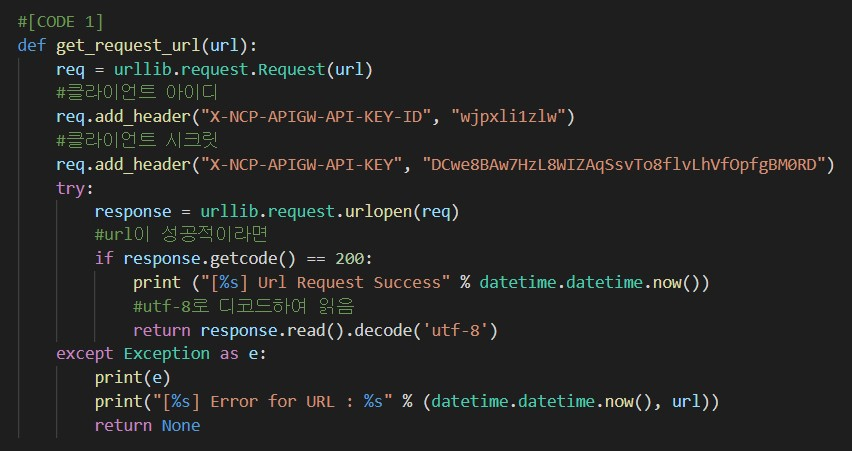 #[CODE 1]
def get_request_url(url):
req = urllib.request.Request(url)
#클라이언트 아이디
req.add_header("X-NCP-APIGW-API-KEY-ID", "wjpxli1zlw")
#클라이언트 시크릿
req.add_header("X-NCP-APIGW-API-KEY", "DCwe8BAw7HzL8WIZAqSsvTo8flvLhVfOpfgBM0RD")
try:
response = urllib.request.urlopen(req)
#url이 성공적이라면
if response.getcode() == 200:
print ("[%s] Url Request Success" % datetime.datetime.now())
#utf-8로 디코드하여 읽음
return response.read().decode('utf-8')
except Exception as e:
print(e)
print("[%s] Error for URL : %s" % (datetime.datetime.now(), url))
return None